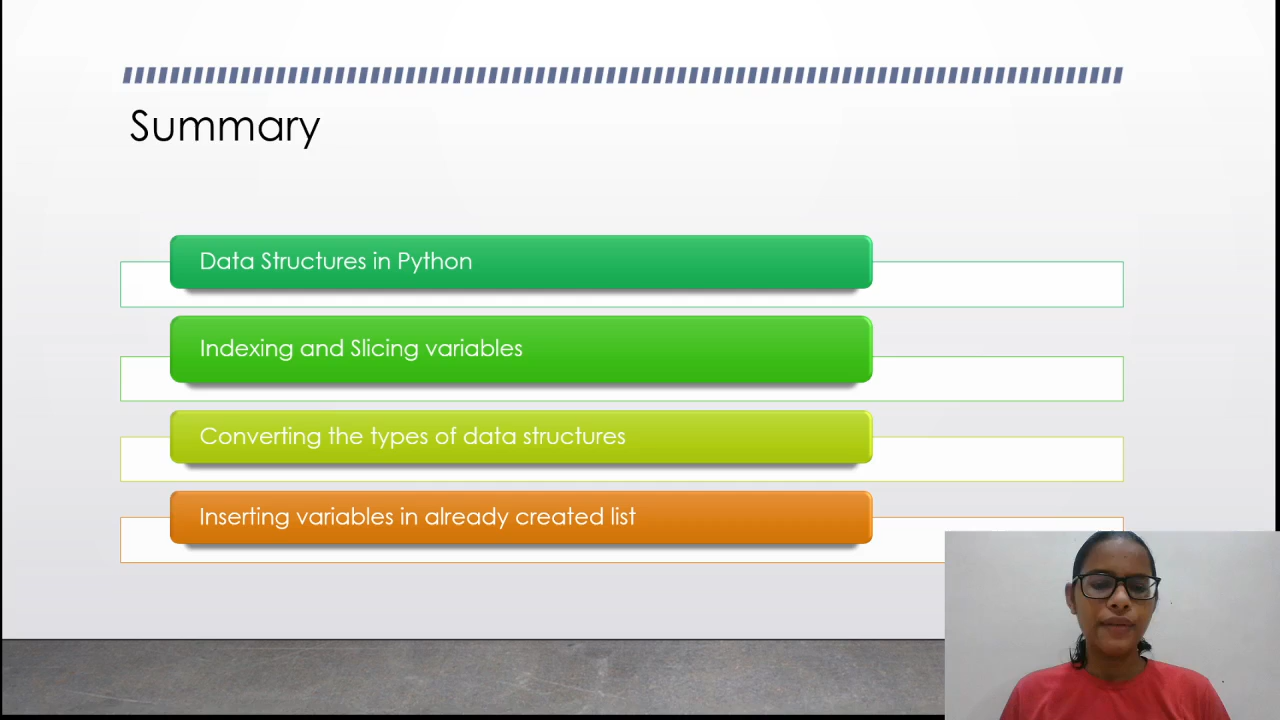 Summary
Data Structures in Python
Indexing and Slicing variables
Converting the types of data structures
Inserting variables in already created list